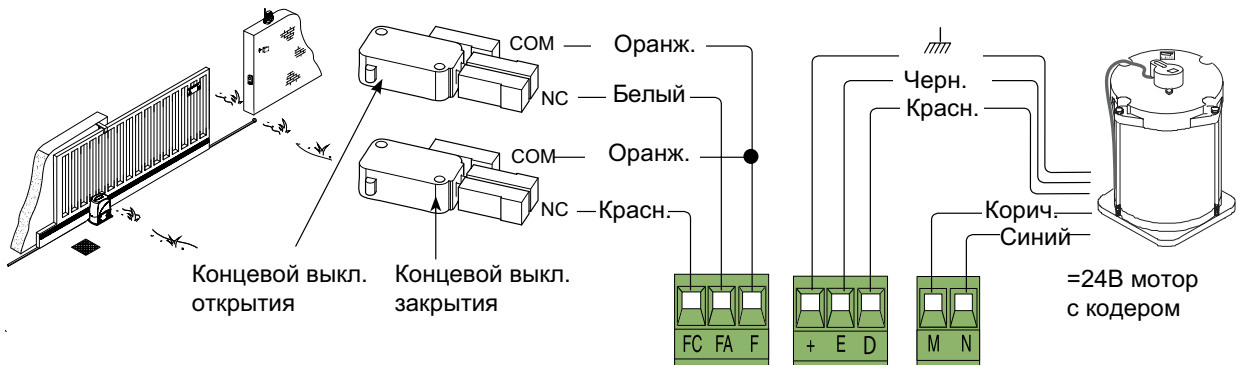 COM
Оранж.
NC
Белый
COM
Оранж.
NC
Красн.
Концевой выкл.
открытия
Концевой выкл.
закрытия
Черн.
Красн.
Корич.
Синий
=24В мотор
с кодером
FC FA F
+ E D
M N